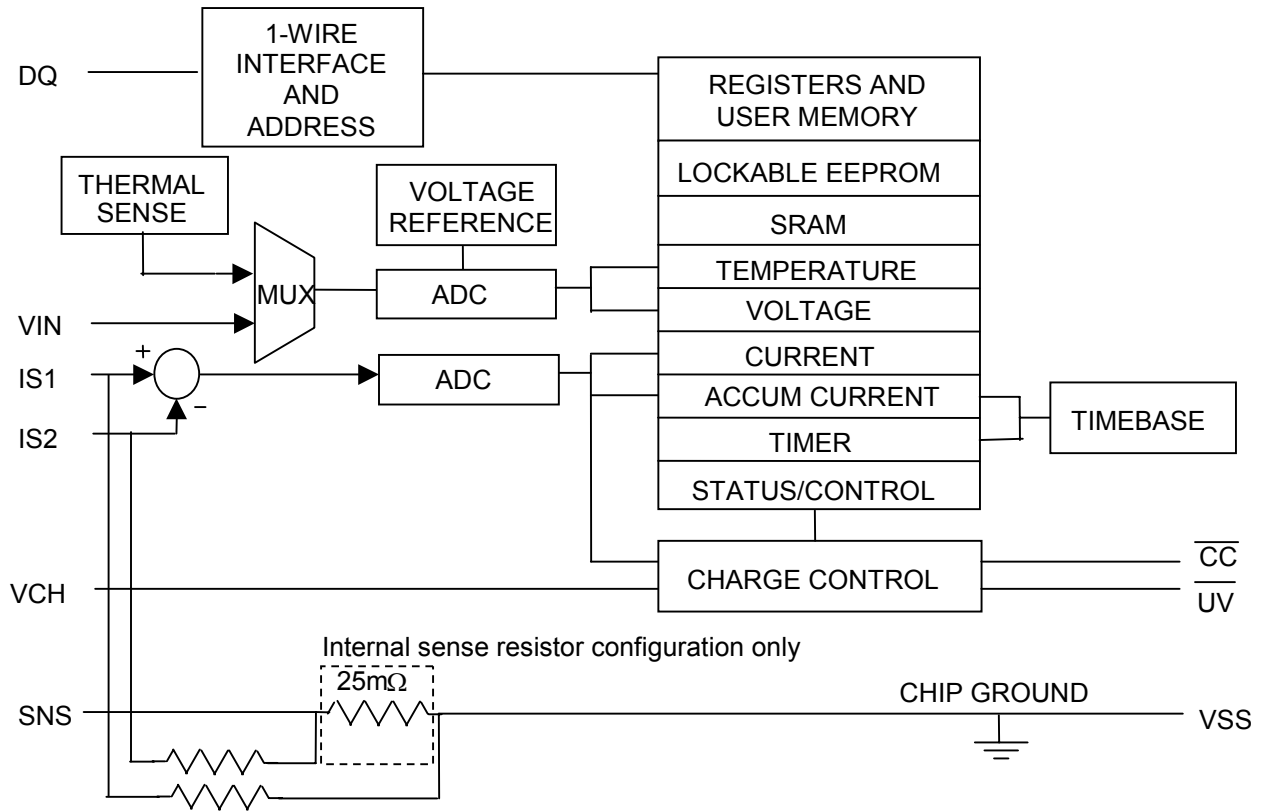 1-WIRE
INTERFACE
AND
ADDRESS
DQ
REGISTERS AND
USER MEMORY
LOCKABLE EEPROM
SRAM
TEMPERATURE
VOLTAGE
CURRENT
ACCUM CURRENT
TIMER
STATUS/CONTROL
THERMAL
SENSE
VOLTAGE
REFERENCE
MUX
ADC
VIN
+
IS1
ADC
−
IS2
TIMEBASE
CHARGE CONTROL
CC
UV
VCH
Internal sense resistor configuration only
25mΩ
SNS
CHIP GROUND
VSS